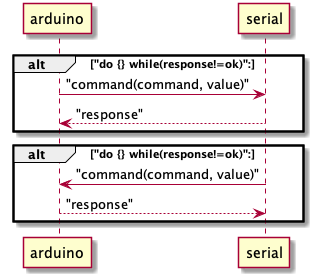 arduino serial
alt ["do {} while(response!=ok)":]
"command(command, value)"
"response"
alt ["do {} while(response!=ok)":]
"command(command, value)"
"response"
arduino serial